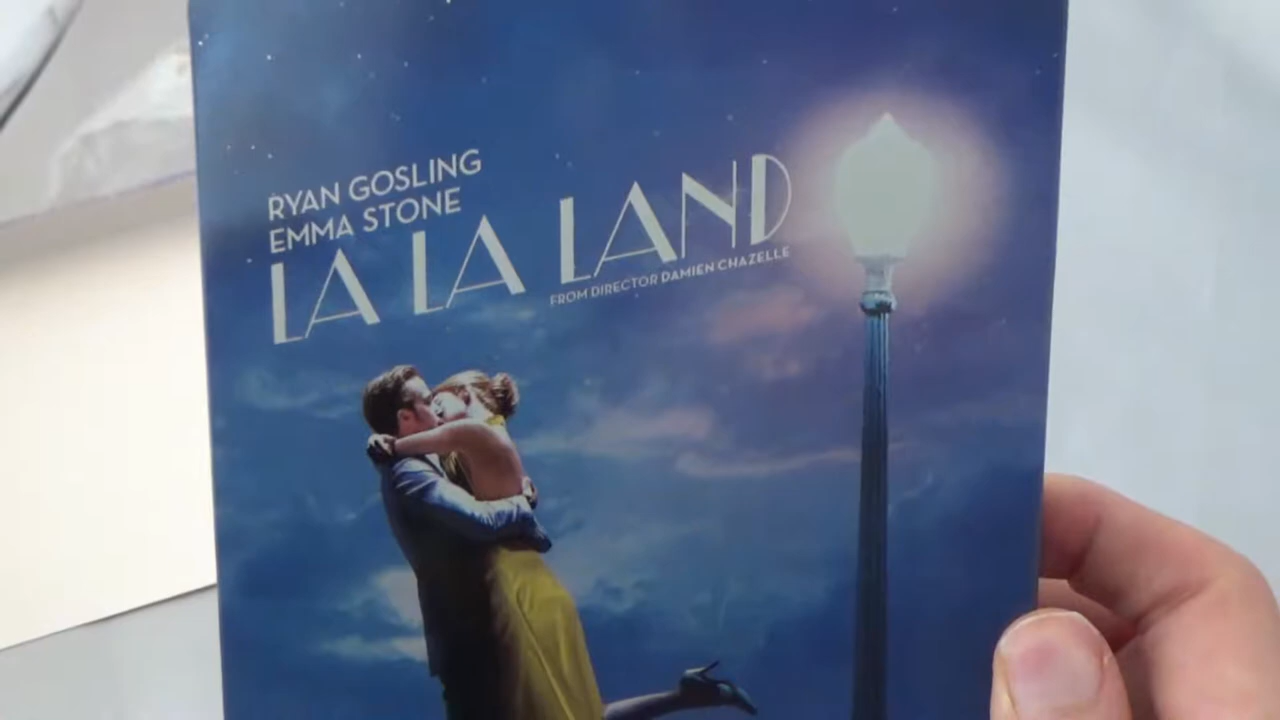 RYAN GOSLING
EMMA STONE
LA LA LAND
FROM DIRECTOR DAMIEN CHAZELLE